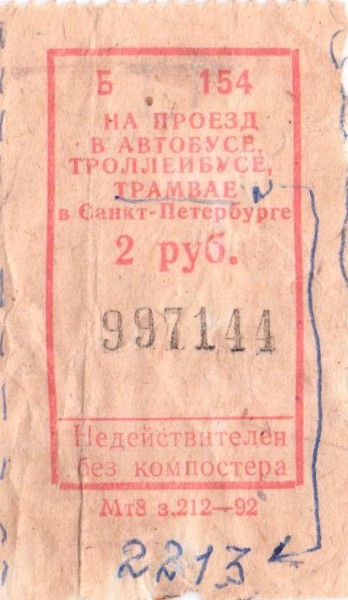 Б 154
НА ПРОЕЗД
В АВТОБУСЕ,
ТРОЛЛЕЙБУСЕ,
ТРАМВАЕ
в Санкт-Петербурге
2 руб.
997144
Недействителен
без компостера
Мт8 з.212—92
2213